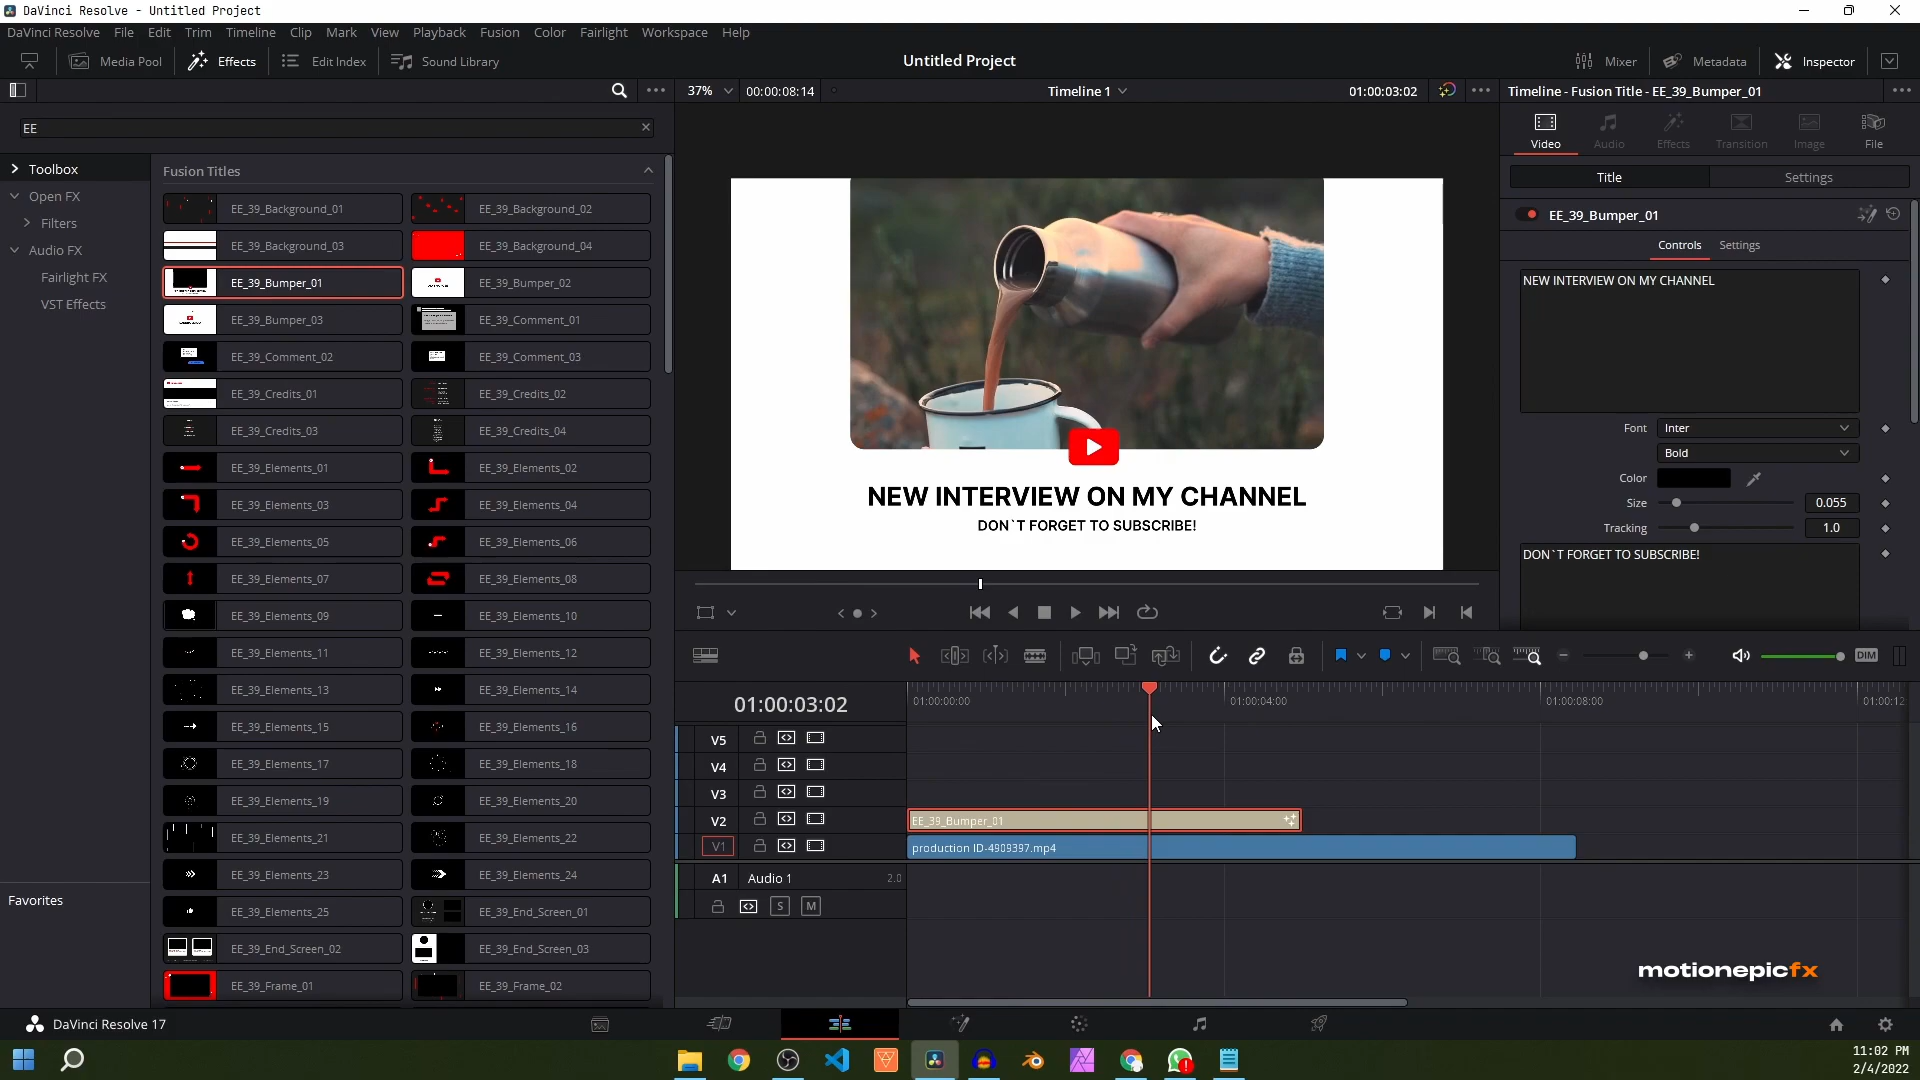 DaVinci Resolve - Untitled Project
DaVinci Resolve File Edit Trim Timeline Clip Mark View Playback Fusion Color Fairlight Workspace Help
Media Pool Effects Edit Index Sound Library Untitled Project Mixer Metadata Inspector
37% 00:00:08:14 Timeline 1 01:00:03:02 Timeline - Fusion Title - EE_39_Bumper_01
EE
Video Audio Effects Transition Image File
Toolbox
Open FX
Filters
Audio FX
Fairlight FX
VST Effects
Favorites
Fusion Titles
EE_39_Background_01 EE_39_Background_02
EE_39_Background_03 EE_39_Background_04
EE_39_Bumper_01 EE_39_Bumper_02
EE_39_Bumper_03 EE_39_Comment_01
EE_39_Comment_02 EE_39_Comment_03
EE_39_Credits_01 EE_39_Credits_02
EE_39_Credits_03 EE_39_Credits_04
EE_39_Elements_01 EE_39_Elements_02
EE_39_Elements_03 EE_39_Elements_04
EE_39_Elements_05 EE_39_Elements_06
EE_39_Elements_07 EE_39_Elements_08
EE_39_Elements_09 EE_39_Elements_10
EE_39_Elements_11 EE_39_Elements_12
EE_39_Elements_13 EE_39_Elements_14
EE_39_Elements_15 EE_39_Elements_16
EE_39_Elements_17 EE_39_Elements_18
EE_39_Elements_19 EE_39_Elements_20
EE_39_Elements_21 EE_39_Elements_22
EE_39_Elements_23 EE_39_Elements_24
EE_39_Elements_25 EE_39_End_Screen_01
EE_39_End_Screen_02 EE_39_End_Screen_03
EE_39_Frame_01 EE_39_Frame_02
NEW INTERVIEW ON MY CHANNEL
DON`T FORGET TO SUBSCRIBE!
Title Settings
EE_39_Bumper_01
Controls Settings
NEW INTERVIEW ON MY CHANNEL
Font Inter
Bold
Color
Size 0.055
Tracking 1.0
DON`T FORGET TO SUBSCRIBE!
DIM
01:00:03:02 01:00:00:00 01:00:04:00 01:00:08:00 01:00:12
V5
V4
V3
V2 EE_39_Bumper_01
V1 production ID-4909397.mp4
A1 Audio 1 2.0
S M
motionepicfx
DaVinci Resolve 17
11:02 PM
2/4/2022